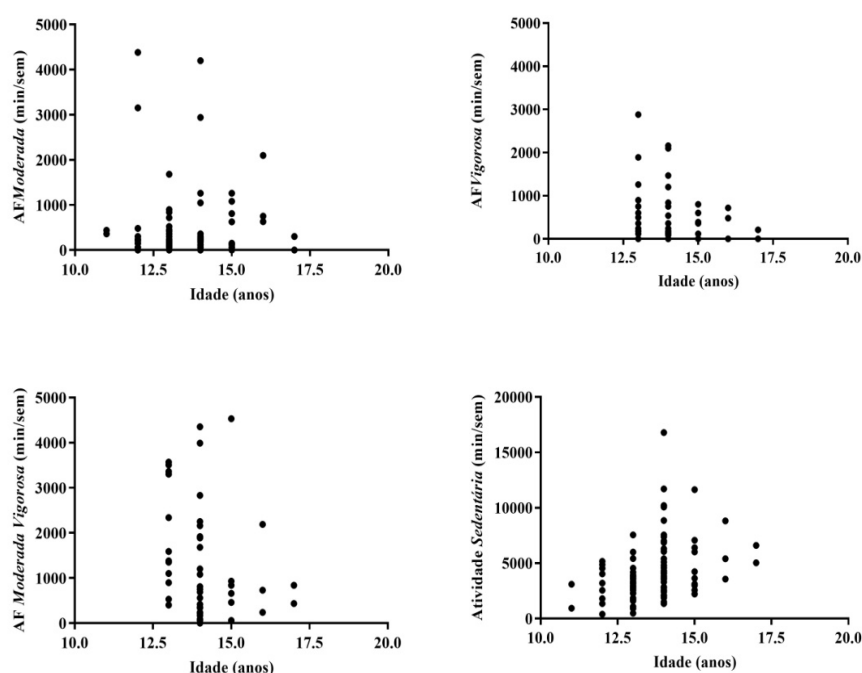 AFModerada (min/sem)
5000
4000
3000
2000
1000
0
10.0 12.5 15.0 17.5 20.0
Idade (anos)
AFVigorosa (min/sem)
5000
4000
3000
2000
1000
0
10.0 12.5 15.0 17.5 20.0
Idade (anos)
AF Moderada Vigorosa (min/sem)
5000
4000
3000
2000
1000
0
10.0 12.5 15.0 17.5 20.0
Idade (anos)
Atividade Sedentária (min/sem)
20000
15000
10000
5000
0
10.0 12.5 15.0 17.5 20.0
Idade (anos)